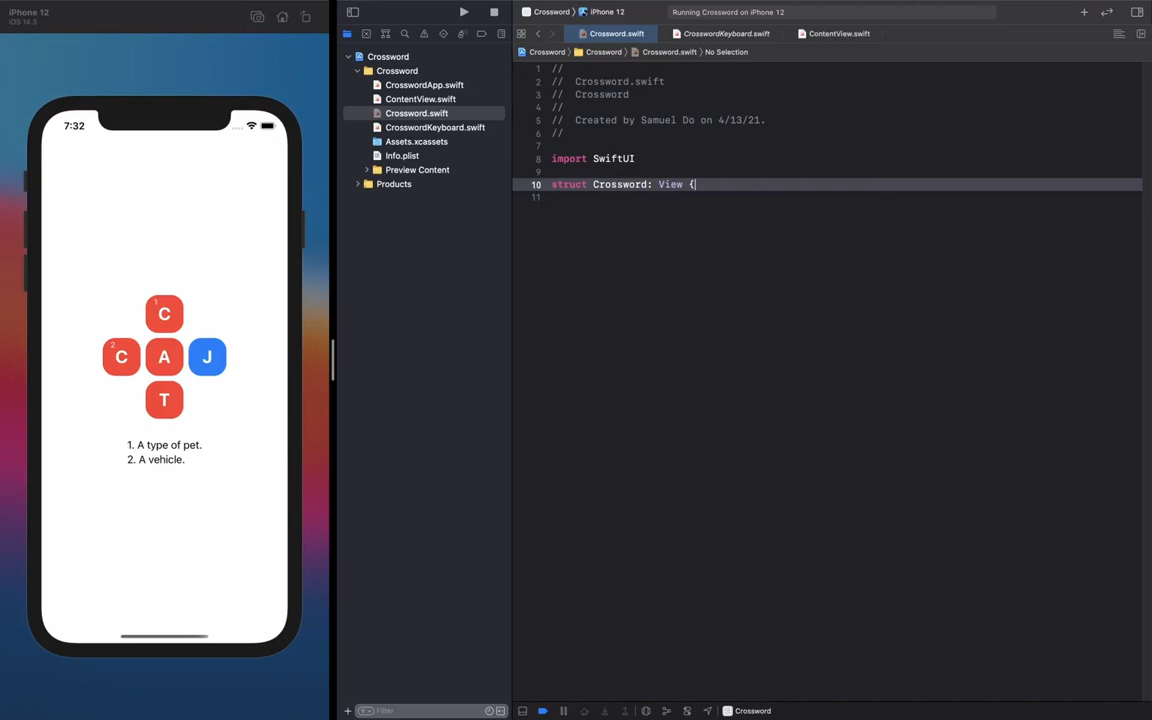 iPhone 12
iOS 14.3
7:32
1
C
2
C A J
T
1. A type of pet.
2. A vehicle.
Crossword
Crossword
CrosswordApp.swift
ContentView.swift
Crossword.swift
CrosswordKeyboard.swift
Assets.xcassets
Info.plist
Preview Content
Products
Filter
Crossword 〉 iPhone 12
Running Crossword on iPhone 12
Crossword.swift
CrosswordKeyboard.swift
ContentView.swift
Crossword 〉 Crossword 〉 Crossword.swift 〉 No Selection
1 //
2 //  Crossword.swift
3 //  Crossword
4 //
5 //  Created by Samuel Do on 4/13/21.
6 //
7
8 import SwiftUI
9
10 struct Crossword: View {
11
Crossword